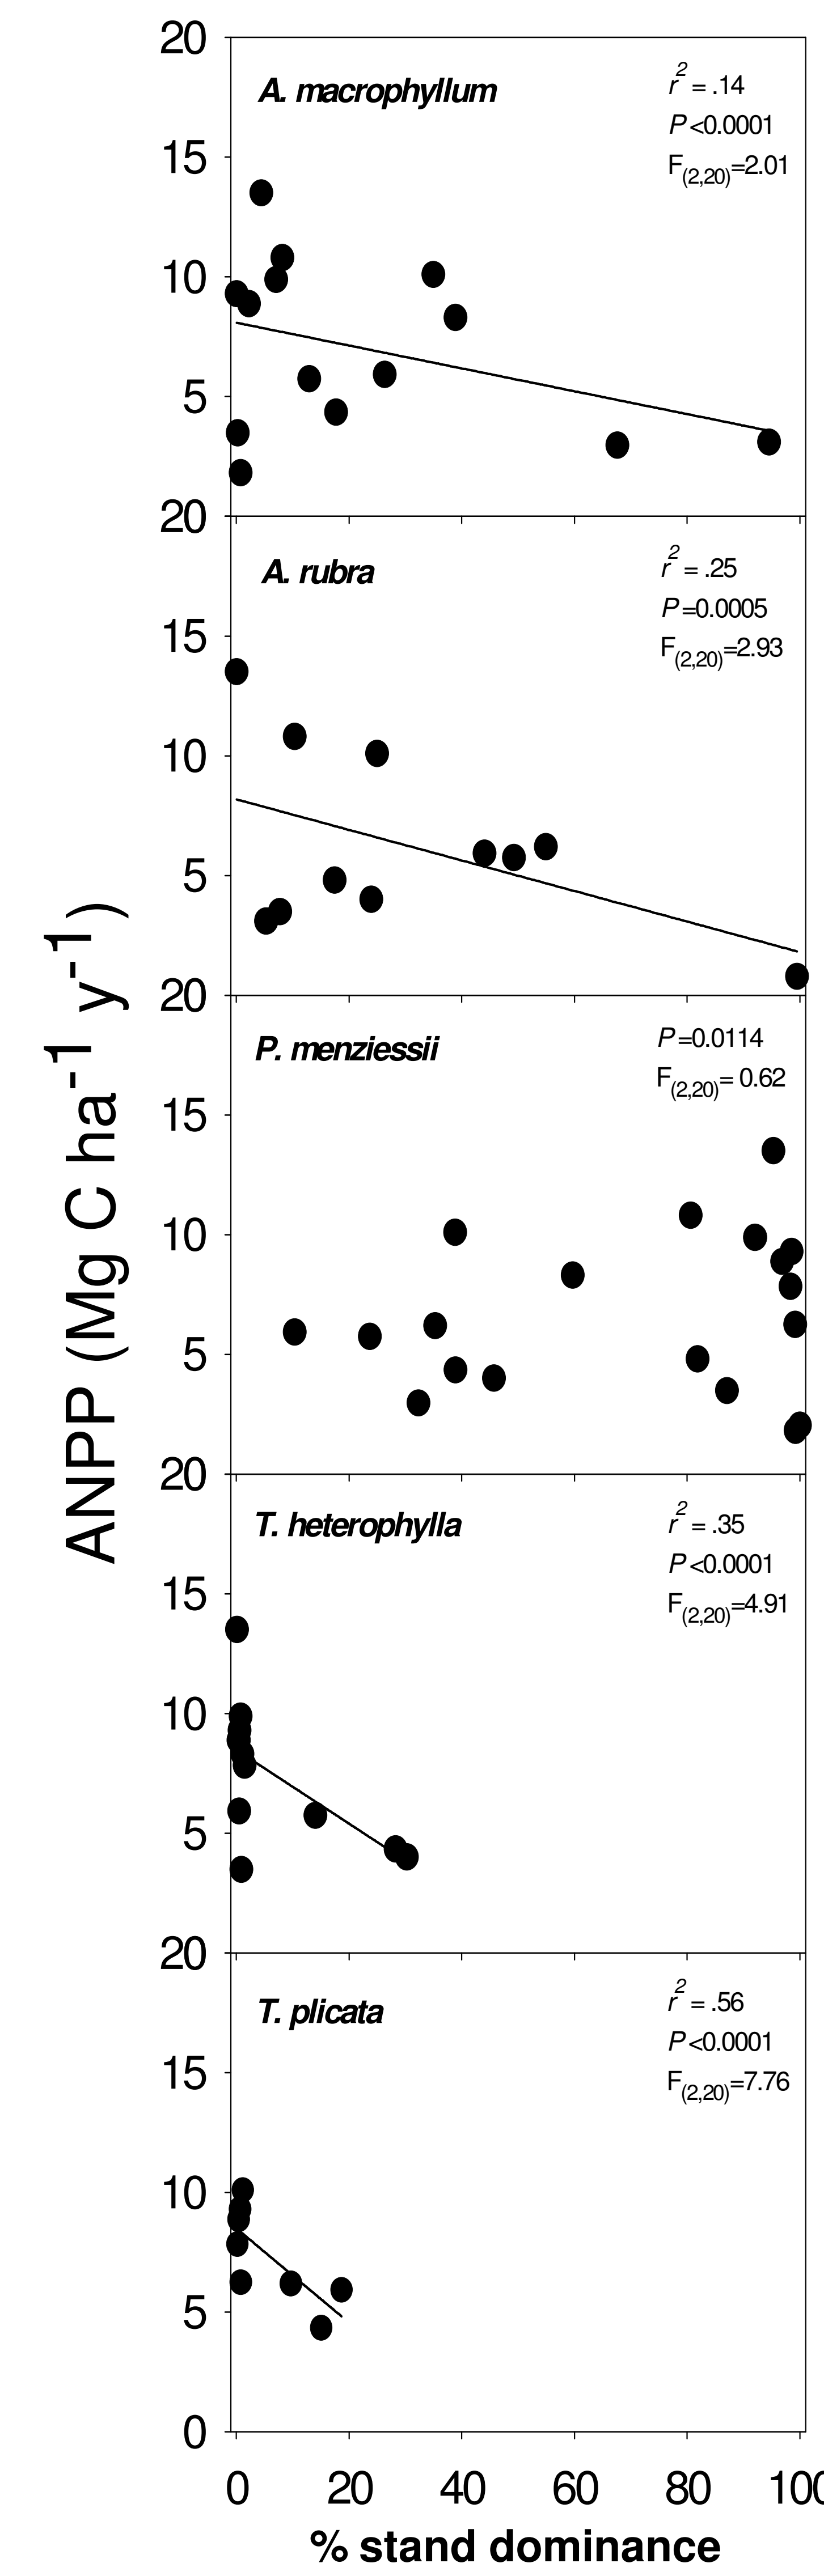 20
A. macrophyllum
r2 = .14
P<0.0001
F(2,20)=2.01
15
10
5
20
A. rubra
r2 = .25
P=0.0005
F(2,20)=2.93
15
10
5
20
P. menziessii
P=0.0114
F(2,20)= 0.62
15
10
5
20
T. heterophylla
r2 = .35
P<0.0001
F(2,20)=4.91
15
10
5
20
T. plicata
r2 = .56
P<0.0001
F(2,20)=7.76
15
10
5
0
0 20 40 60 80 100
% stand dominance
ANPP (Mg C ha-1 y-1)